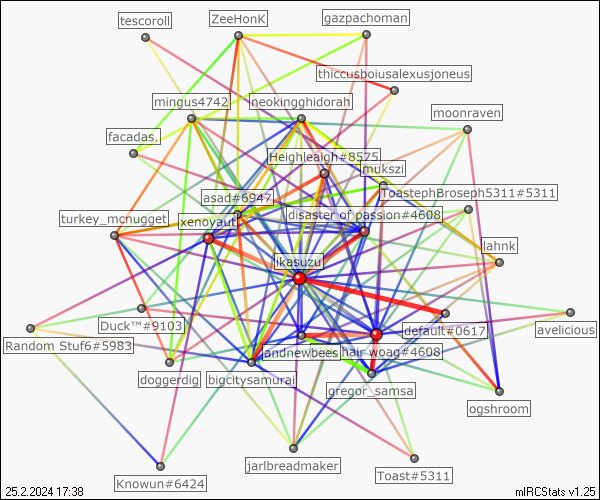 tescoroll
ZeeHonK
gazpachoman
thiccusboiusalexusjoneus
mingus4742
neokingghidorah
moonraven
facadas.
Heighleaigh#8575
mukszi
asad#6947
ToastephBroseph5311#5311
turkey_mcnugget
xenoyaut
disaster of passion#4608
lahnk
ikasuzu
Duck™#9103
default#0617
avelicious
Random Stuf6#5983
andnewbees
hair woag#4608
doggerdig
bigcitysamurai
gregor_samsa
ogshroom
Knowun#6424
jarlbreadmaker
Toast#5311
25.2.2024 17:38
mIRCStats v1.25